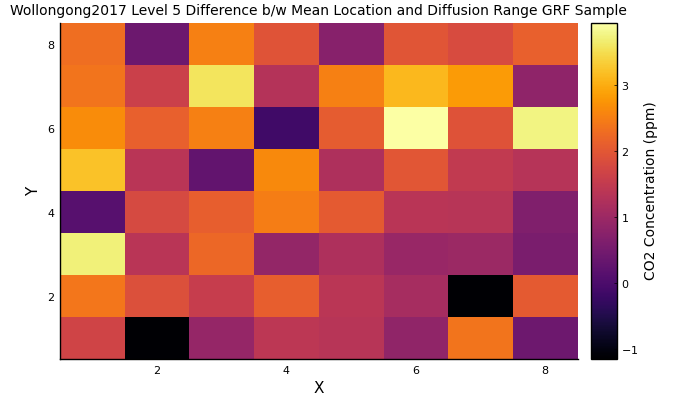 Wollongong2017 Level 5 Difference b/w Mean Location and Diffusion Range GRF Sample
8
6
4
2
Y
2 4 6 8
X
3
2
1
0
−1
CO2 Concentration (ppm)